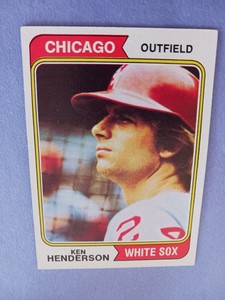 CHICAGO
OUTFIELD
KEN
HENDERSON
WHITE SOX